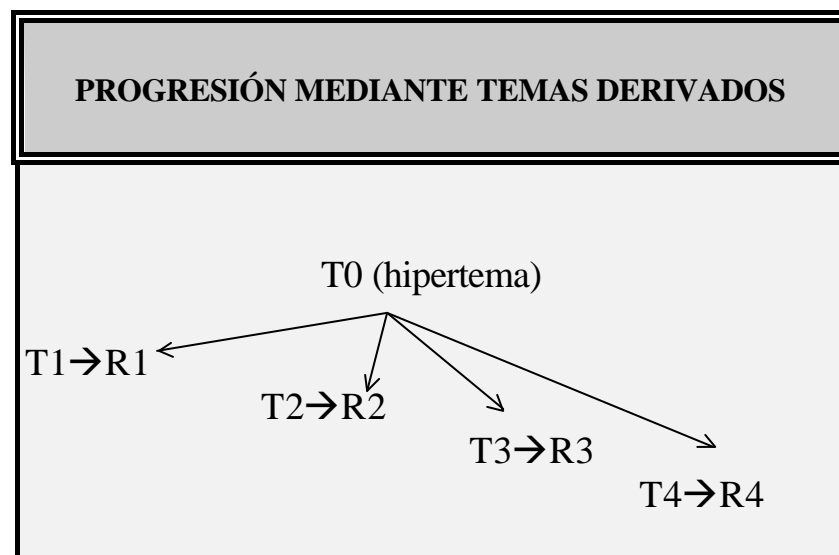 PROGRESIÓN MEDIANTE TEMAS DERIVADOS
T0 (hipertema)
T1→R1
T2→R2
T3→R3
T4→R4